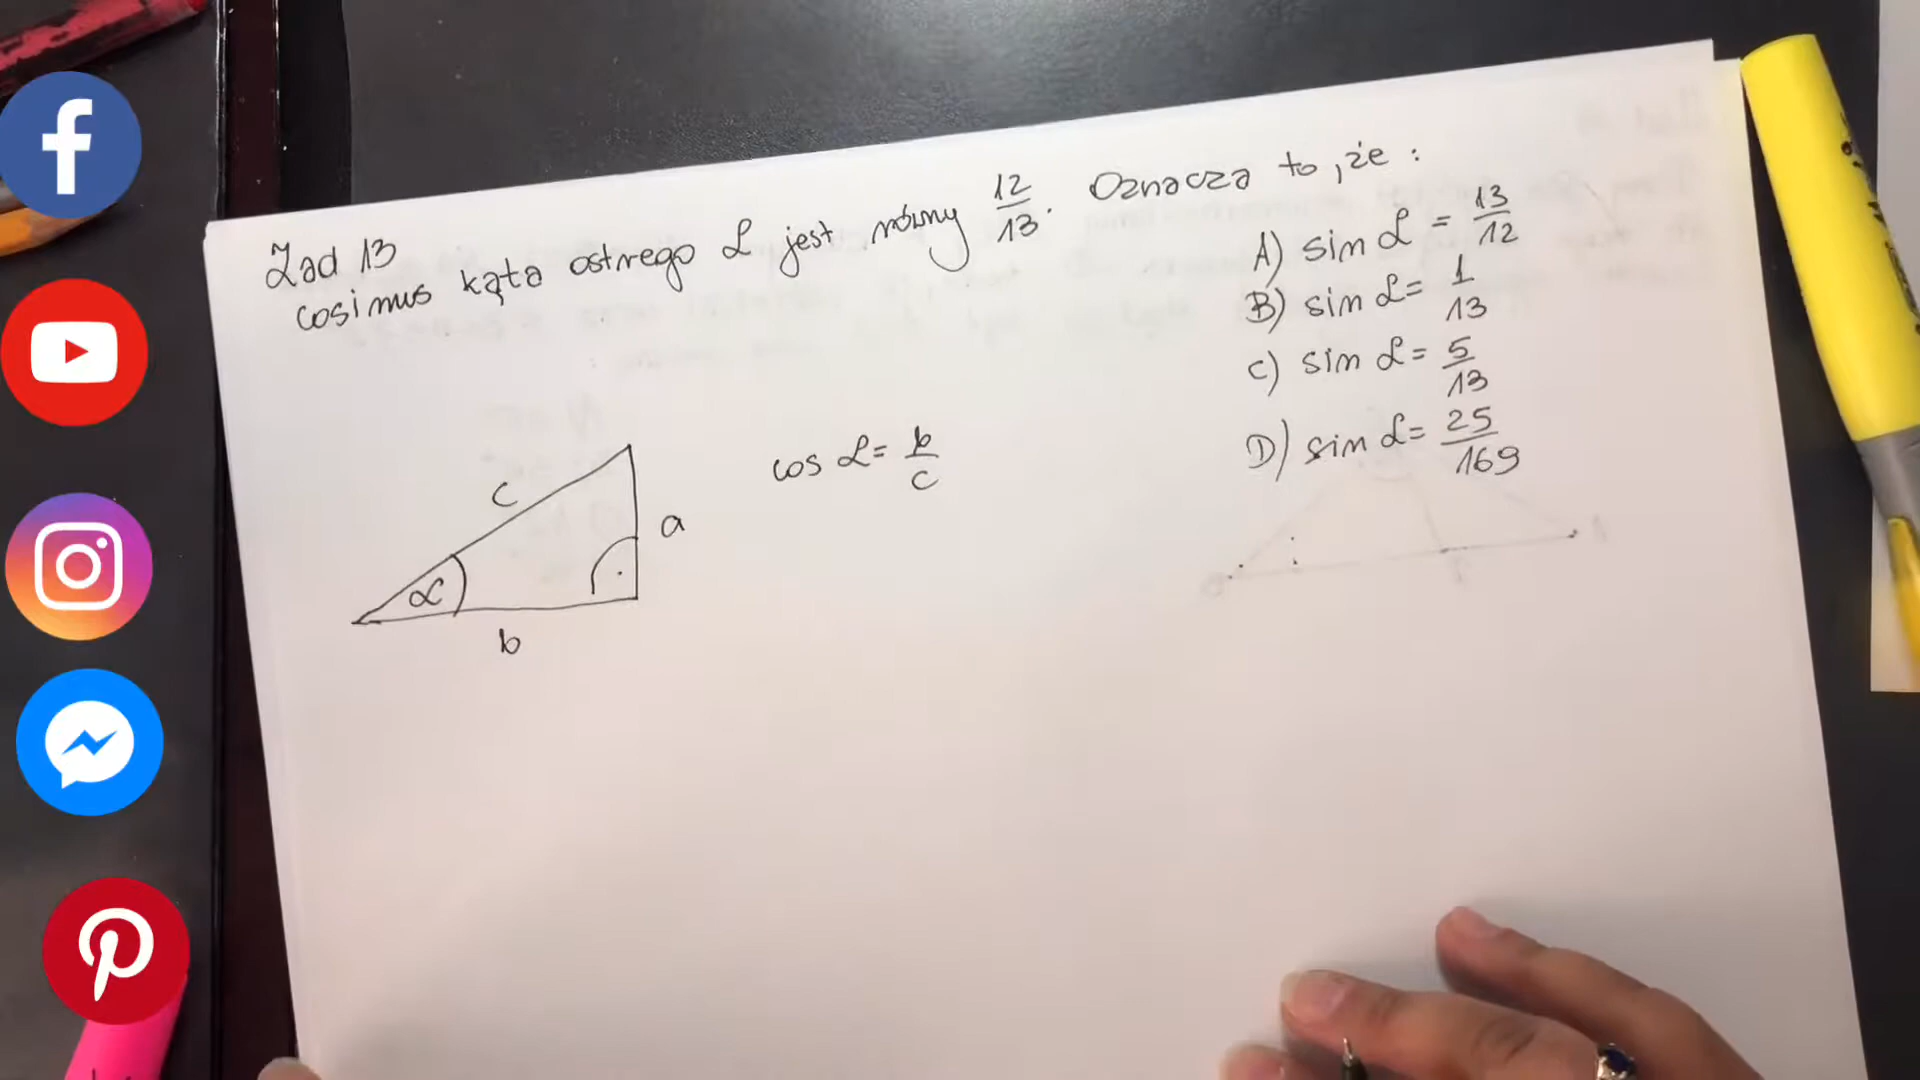 Zad 13
cosinus kąta ostrego α jest równy 12/13. Oznacza to, że:
A) sin α = 13/12
B) sin α = 1/13
C) sin α = 5/13
D) sin α = 25/169
cos α = b/c
c
a
α
b